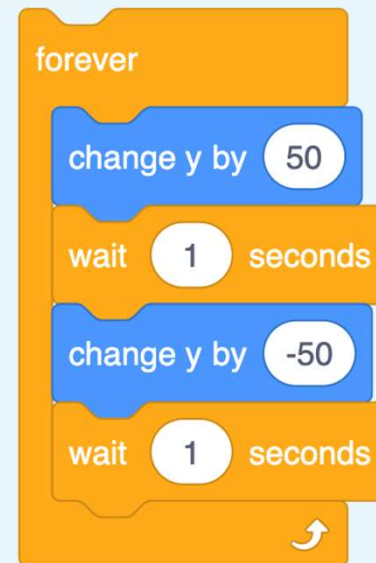 forever
change y by 50
wait 1 seconds
change y by -50
wait 1 seconds